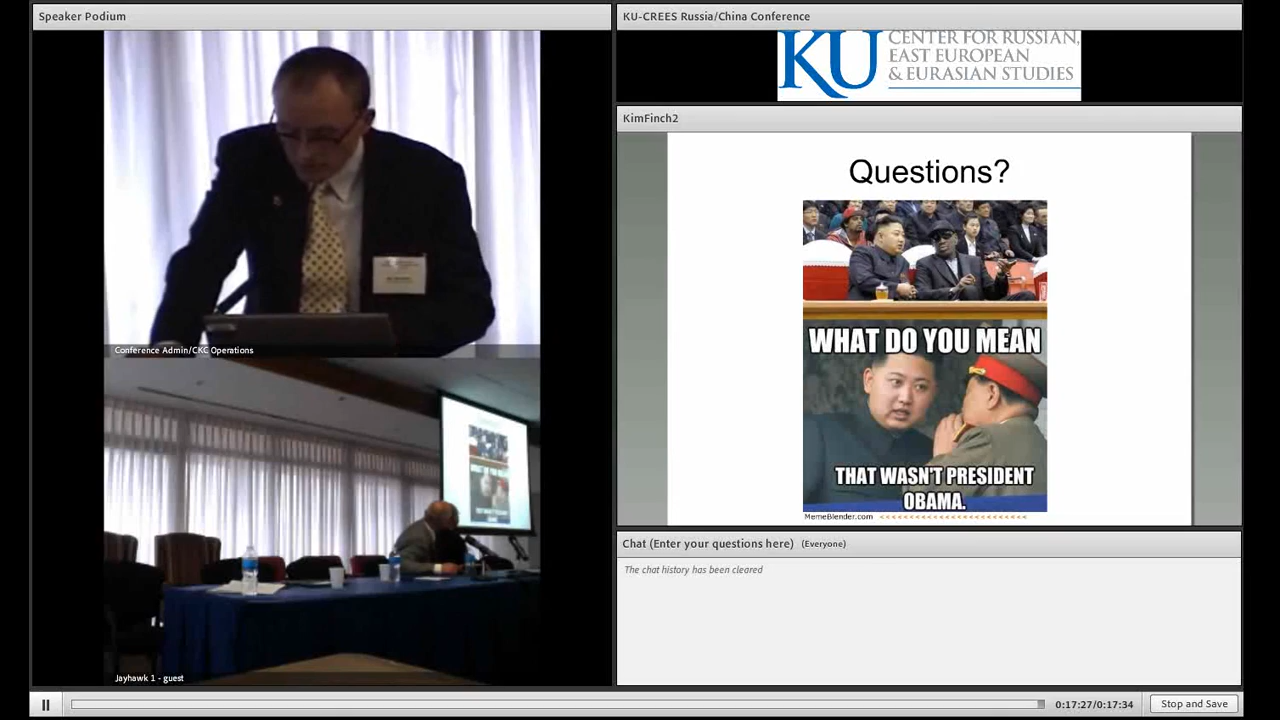 Speaker Podium
Conference Admin/CKC Operations
Jayhawk 1 - guest
KU-CREES Russia/China Conference
KU
CENTER FOR RUSSIAN,
EAST EUROPEAN
& EURASIAN STUDIES
KimFinch2
Questions?
WHAT DO YOU MEAN
THAT WASN'T PRESIDENT
OBAMA.
MemeBlender.com
Chat (Enter your questions here) (Everyone)
The chat history has been cleared
0:17:27/0:17:34
Stop and Save